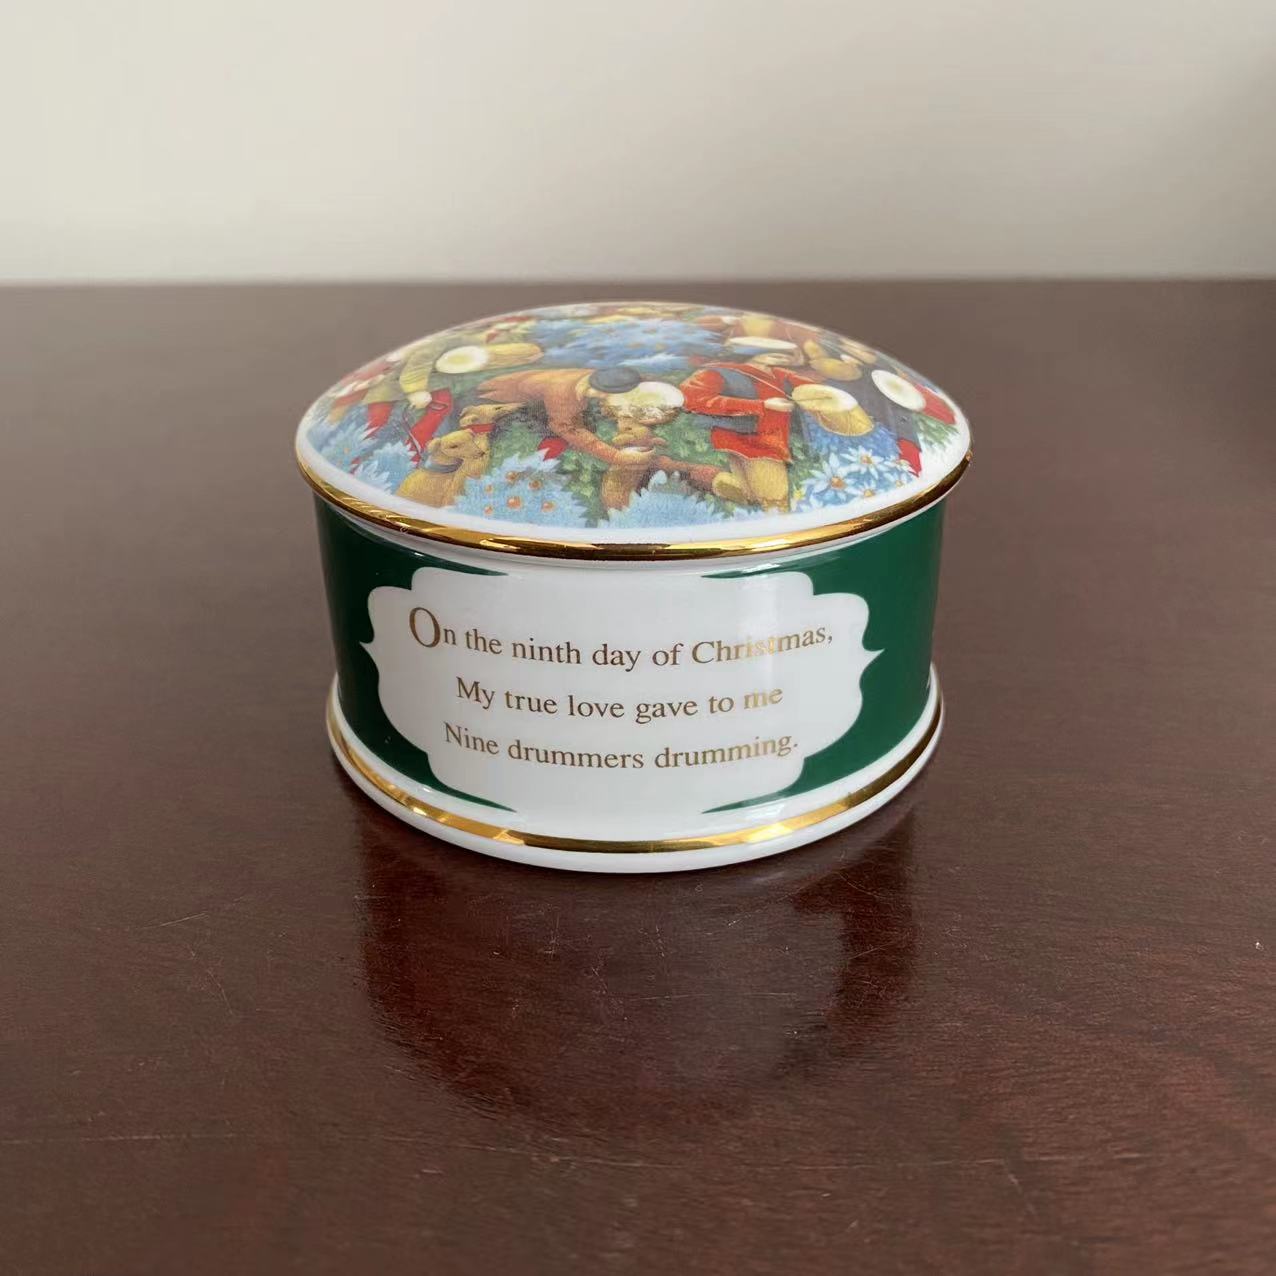 On the ninth day of Christmas,
My true love gave to me
Nine drummers drumming.